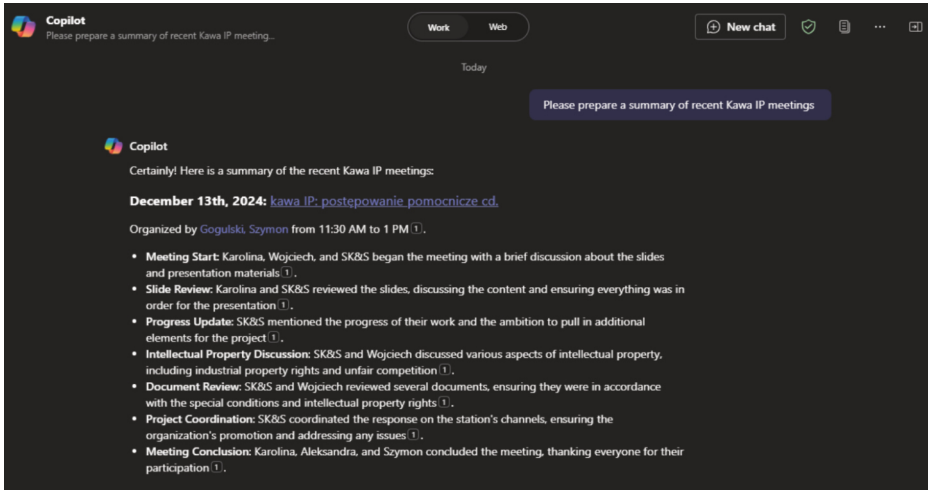 Copilot
Please prepare a summary of recent Kawa IP meeting...
Work
Web
New chat
Today
Please prepare a summary of recent Kawa IP meetings
Copilot
Certainly! Here is a summary of the recent Kawa IP meetings:
December 13th, 2024: kawa IP: postępowanie pomocnicze cd.
Organized by Gogulski, Szymon from 11:30 AM to 1 PM 1.
• Meeting Start: Karolina, Wojciech, and SK&S began the meeting with a brief discussion about the slides
and presentation materials 1.
• Slide Review: Karolina and SK&S reviewed the slides, discussing the content and ensuring everything was in
order for the presentation 1.
• Progress Update: SK&S mentioned the progress of their work and the ambition to pull in additional
elements for the project 1.
• Intellectual Property Discussion: SK&S and Wojciech discussed various aspects of intellectual property,
including industrial property rights and unfair competition 1.
• Document Review: SK&S and Wojciech reviewed several documents, ensuring they were in accordance
with the special conditions and intellectual property rights 1.
• Project Coordination: SK&S coordinated the response on the station's channels, ensuring the
organization's promotion and addressing any issues 1.
• Meeting Conclusion: Karolina, Aleksandra, and Szymon concluded the meeting, thanking everyone for their
participation 1.